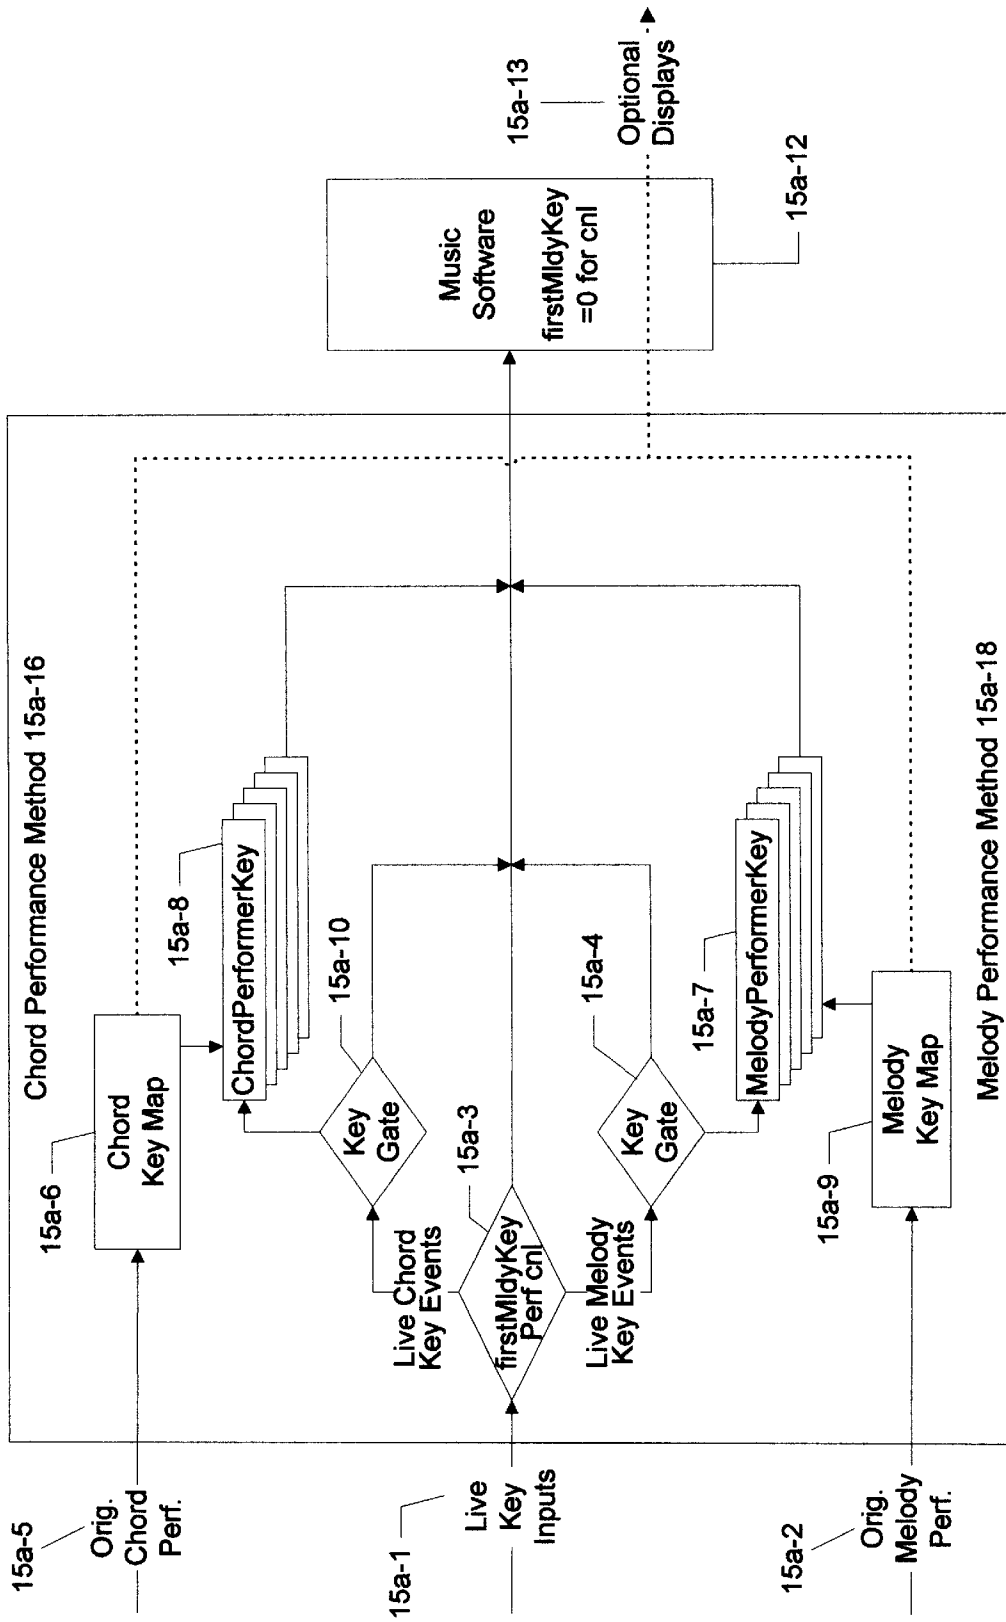 15a-5
Orig.
Chord
Perf.
15a-1
Live
Key
Inputs
15a-2
Orig.
Melody
Perf.
Chord Performance Method 15a-16
15a-6
Chord
Key Map
15a-8
ChordPerformerKey
15a-10
Key
Gate
Live Chord
Key Events
15a-3
firstMldyKey
Perf cnl
Live Melody
Key Events
15a-4
Key
Gate
15a-7
MelodyPerformerKey
15a-9
Melody
Key Map
Melody Performance Method 15a-18
Music
Software
firstMldyKey
=0 for cnl
15a-12
15a-13
Optional
Displays